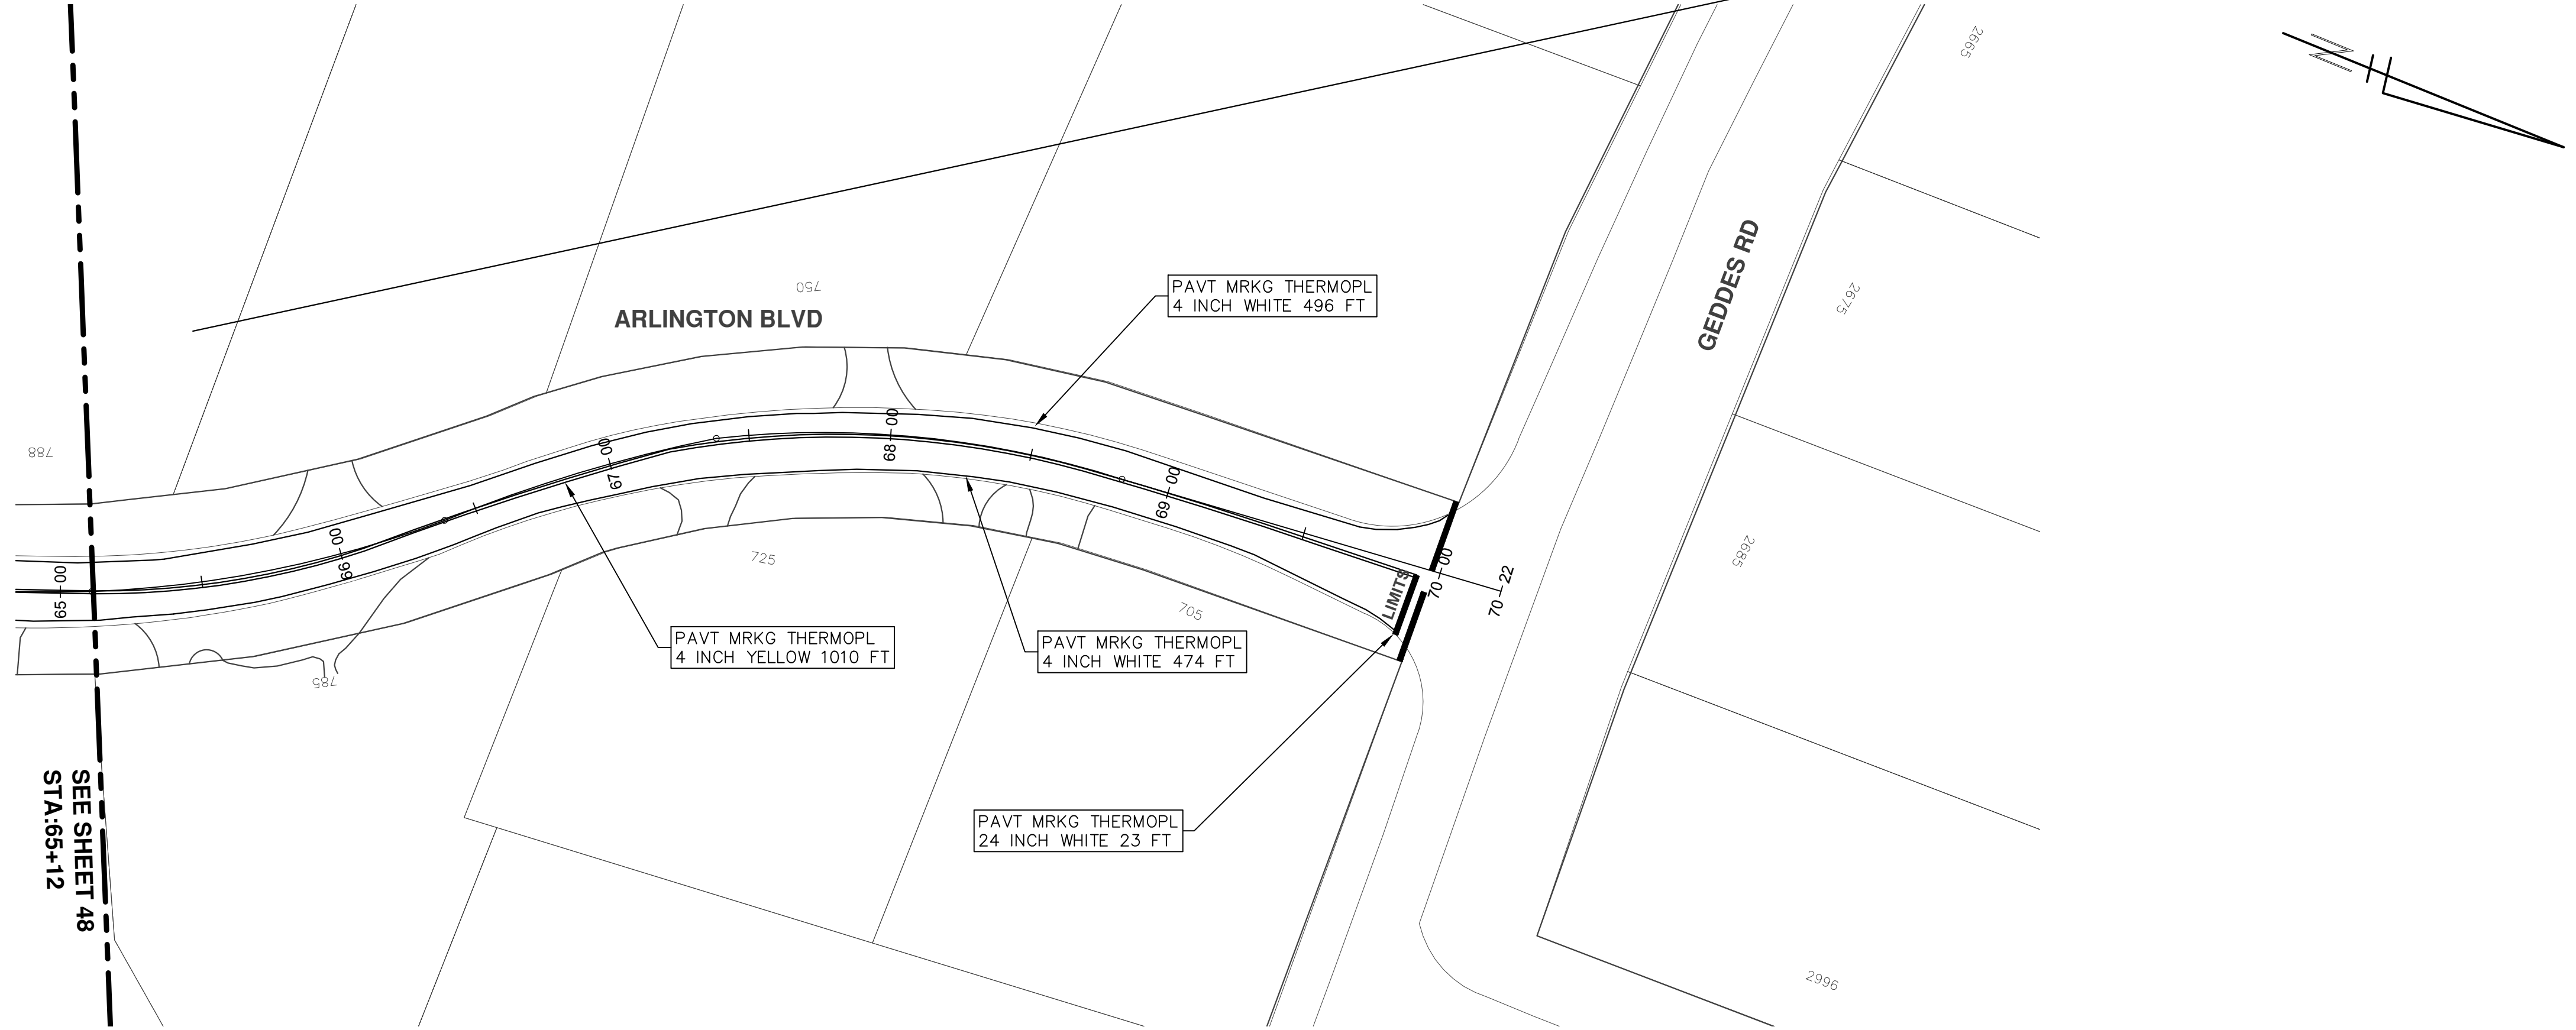 N
2665
2675
2685
2996
GEDDES RD
750
ARLINGTON BLVD
PAVT MRKG THERMOPL
4 INCH WHITE 496 FT
788
65 00
66 00
67 00
68 00
69 00
70 00
70 22
LIMITS
725
705
785
PAVT MRKG THERMOPL
4 INCH YELLOW 1010 FT
PAVT MRKG THERMOPL
4 INCH WHITE 474 FT
PAVT MRKG THERMOPL
24 INCH WHITE 23 FT
SEE SHEET 48
STA:65+12